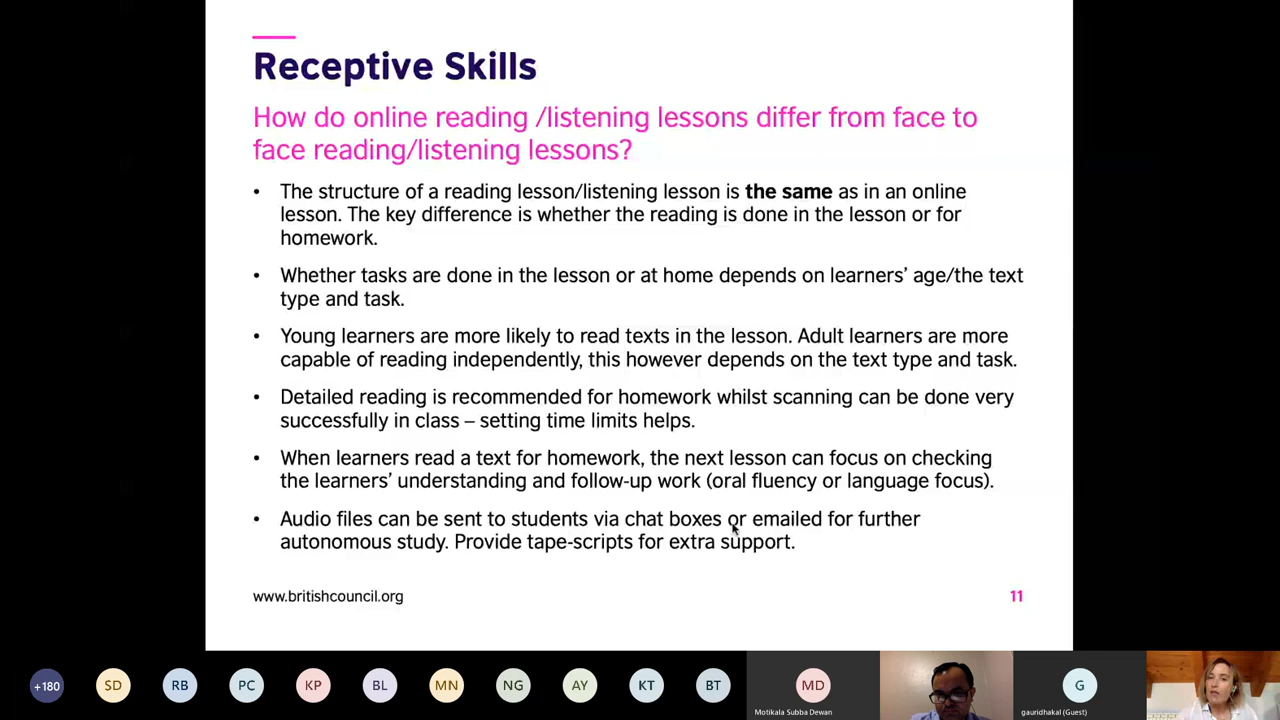 Receptive Skills
How do online reading /listening lessons differ from face to
face reading/listening lessons?
• The structure of a reading lesson/listening lesson is the same as in an online
lesson. The key difference is whether the reading is done in the lesson or for
homework.
• Whether tasks are done in the lesson or at home depends on learners' age/the text
type and task.
• Young learners are more likely to read texts in the lesson. Adult learners are more
capable of reading independently, this however depends on the text type and task.
• Detailed reading is recommended for homework whilst scanning can be done very
successfully in class – setting time limits helps.
• When learners read a text for homework, the next lesson can focus on checking
the learners' understanding and follow-up work (oral fluency or language focus).
• Audio files can be sent to students via chat boxes or emailed for further
autonomous study. Provide tape-scripts for extra support.
www.britishcouncil.org 11
+180 SD RB PC KP BL MN NG AY KT BT MD G
Motikala Subba Dewan gauridhakal (Guest)